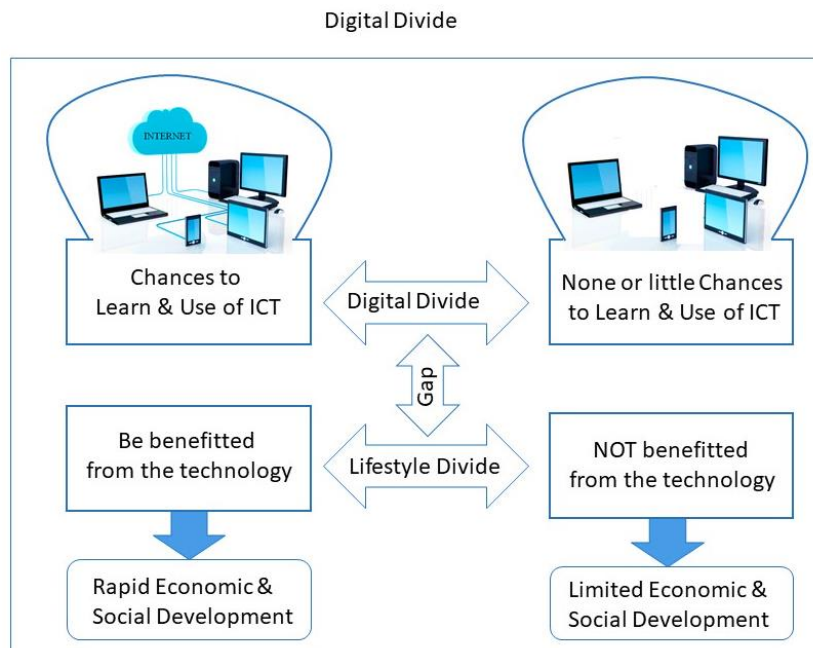 Digital Divide
INTERNET
Chances to
Learn & Use of ICT
Digital Divide
None or little Chances
to Learn & Use of ICT
Gap
Be benefitted
from the technology
Lifestyle Divide
NOT benefitted
from the technology
Rapid Economic &
Social Development
Limited Economic &
Social Development